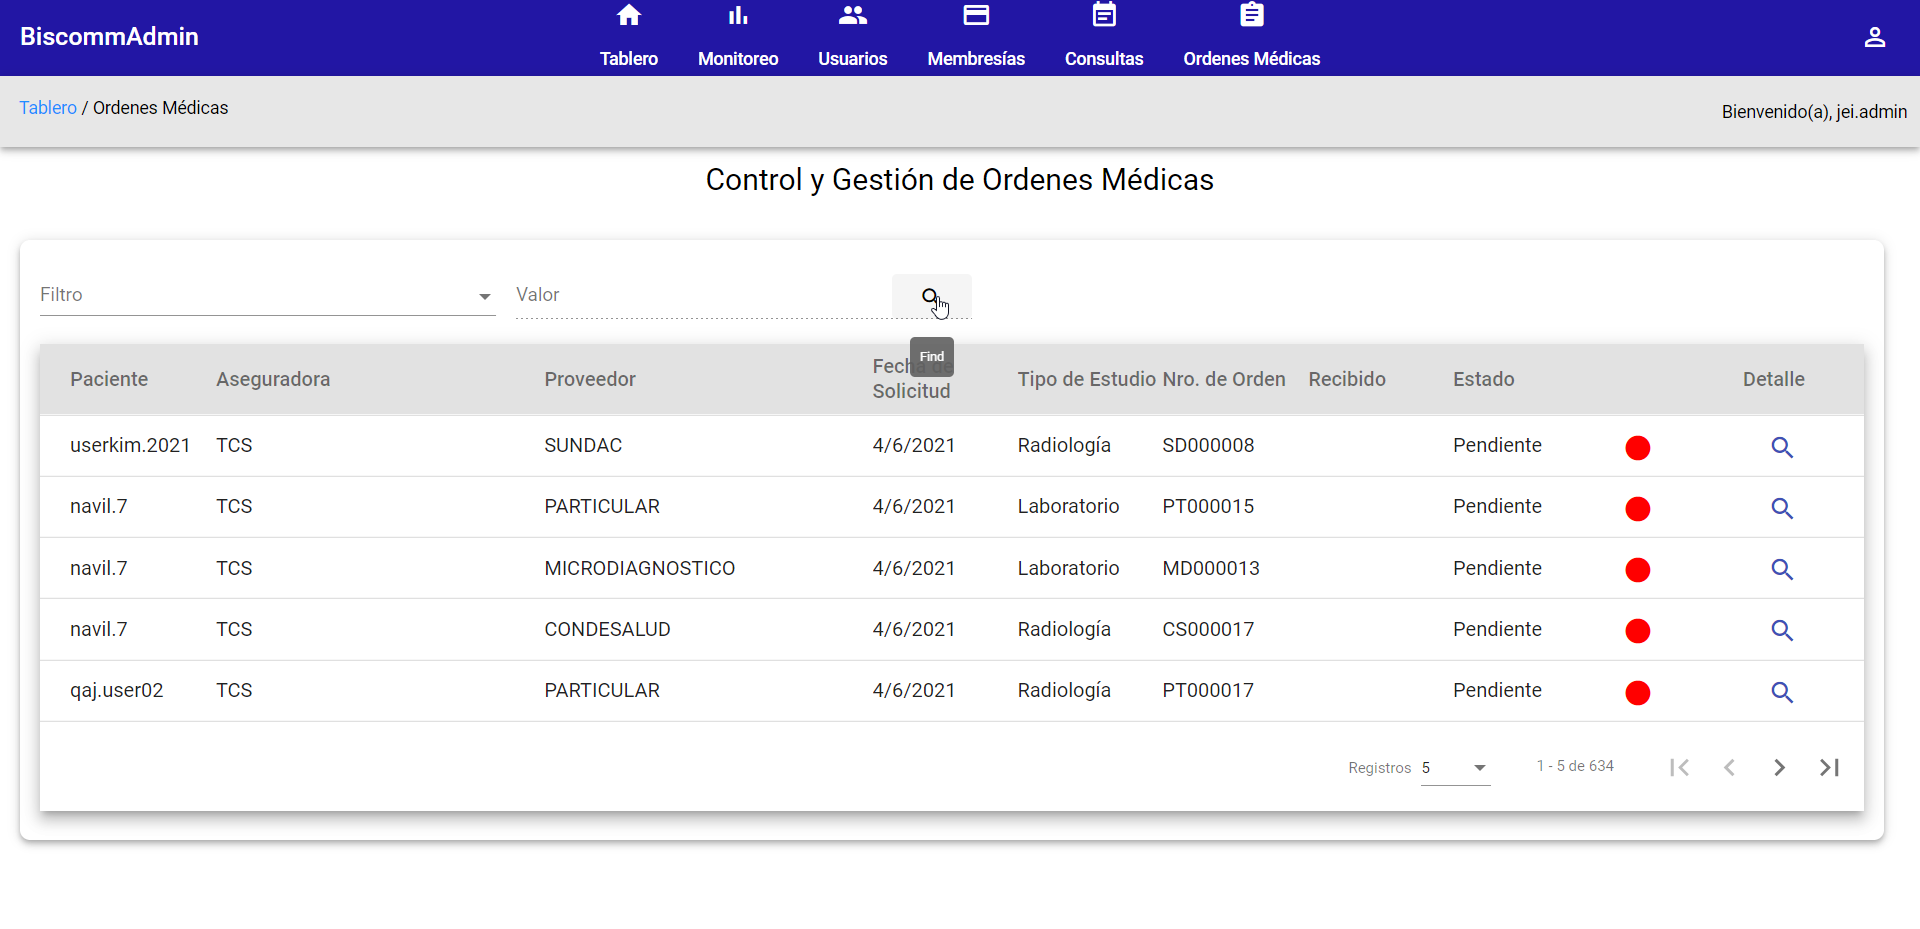 BiscommAdmin
Tablero Monitoreo Usuarios Membresías Consultas Ordenes Médicas
Tablero / Ordenes Médicas
Bienvenido(a), jei.admin
Control y Gestión de Ordenes Médicas
Filtro Valor
Find
Paciente Aseguradora Proveedor Fecha de Solicitud Tipo de Estudio Nro. de Orden Recibido Estado Detalle
userkim.2021 TCS SUNDAC 4/6/2021 Radiología SD000008 Pendiente
navil.7 TCS PARTICULAR 4/6/2021 Laboratorio PT000015 Pendiente
navil.7 TCS MICRODIAGNOSTICO 4/6/2021 Laboratorio MD000013 Pendiente
navil.7 TCS CONDESALUD 4/6/2021 Radiología CS000017 Pendiente
qaj.user02 TCS PARTICULAR 4/6/2021 Radiología PT000017 Pendiente
Registros 5 1 - 5 de 634